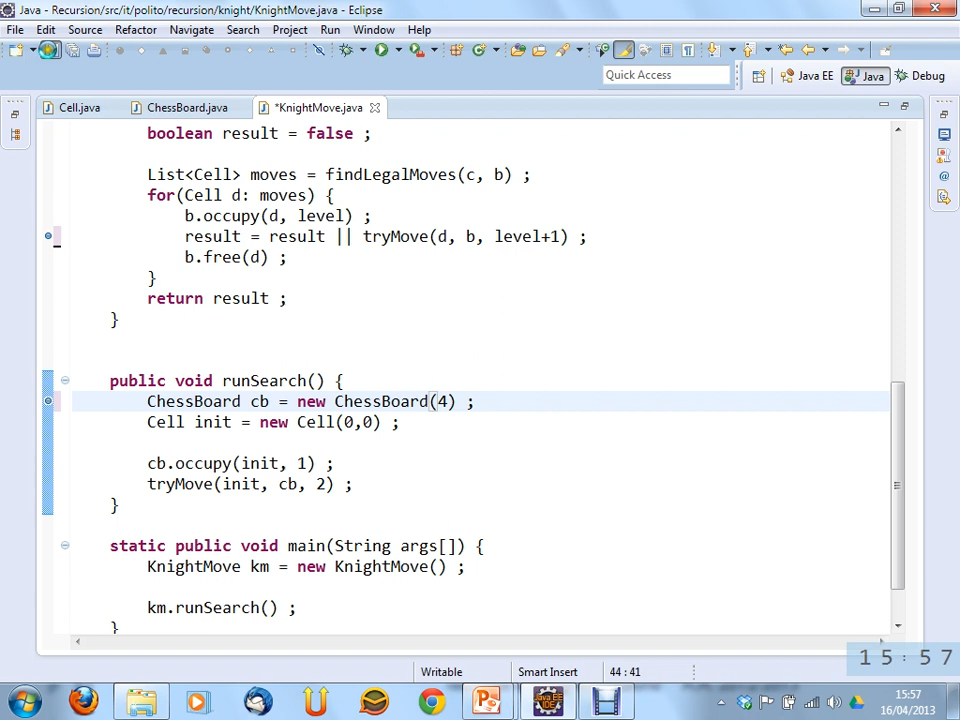 Java - Recursion/src/it/polito/recursion/knight/KnightMove.java - Eclipse
File Edit Source Refactor Navigate Search Project Run Window Help
Quick Access
Java EE Java Debug
Cell.java ChessBoard.java *KnightMove.java
boolean result = false ;
List<Cell> moves = findLegalMoves(c, b) ;
for(Cell d: moves) {
b.occupy(d, level) ;
result = result || tryMove(d, b, level+1) ;
b.free(d) ;
}
return result ;
}
public void runSearch() {
ChessBoard cb = new ChessBoard(4) ;
Cell init = new Cell(0,0) ;
cb.occupy(init, 1) ;
tryMove(init, cb, 2) ;
}
static public void main(String args[]) {
KnightMove km = new KnightMove() ;
km.runSearch() ;
}
15:57
Writable Smart Insert 44 : 41
15:57
16/04/2013